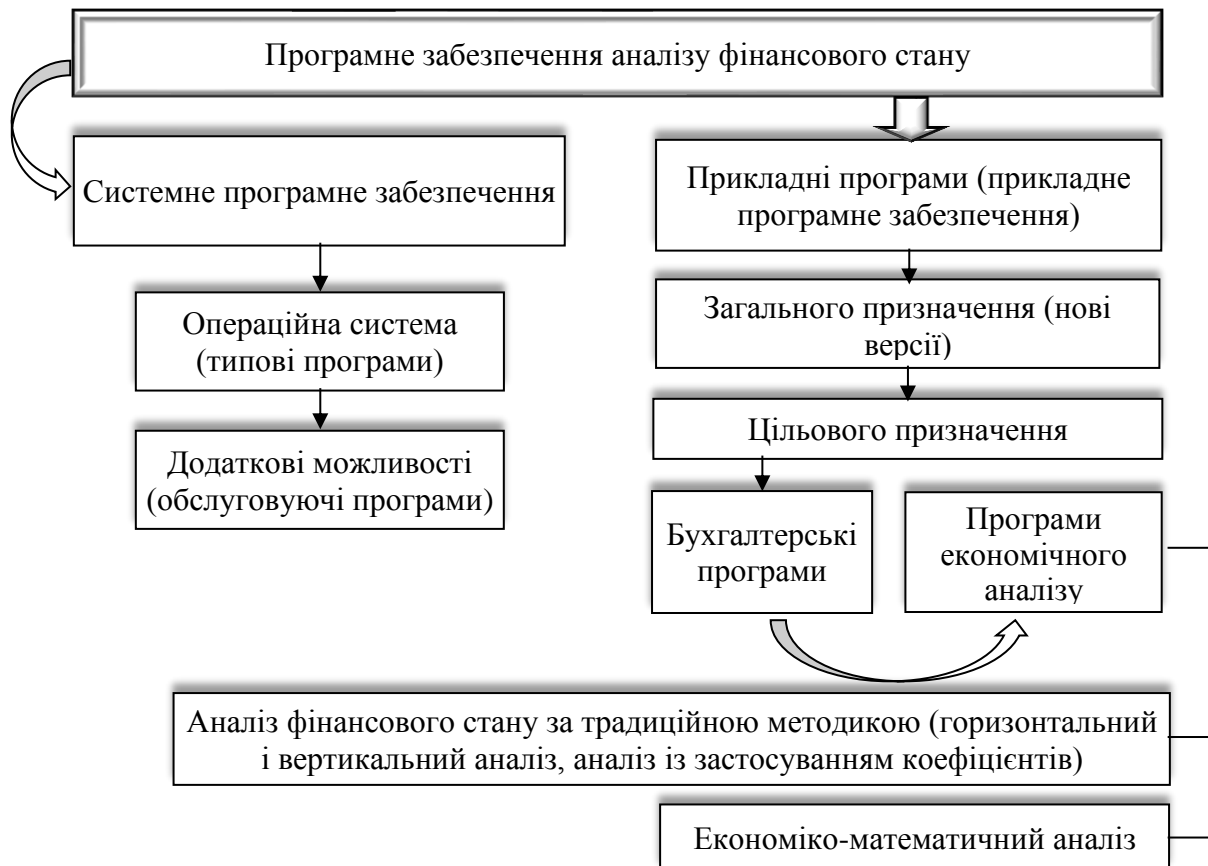 Програмне забезпечення аналізу фінансового стану
Системне програмне забезпечення
Операційна система
(типові програми)
Додаткові можливості
(обслуговуючі програми)
Прикладні програми (прикладне
програмне забезпечення)
Загального призначення (нові
версії)
Цільового призначення
Бухгалтерські
програми
Програми
економічного
аналізу
Аналіз фінансового стану за традиційною методикою (горизонтальний
і вертикальний аналіз, аналіз із застосуванням коефіцієнтів)
Економіко-математичний аналіз